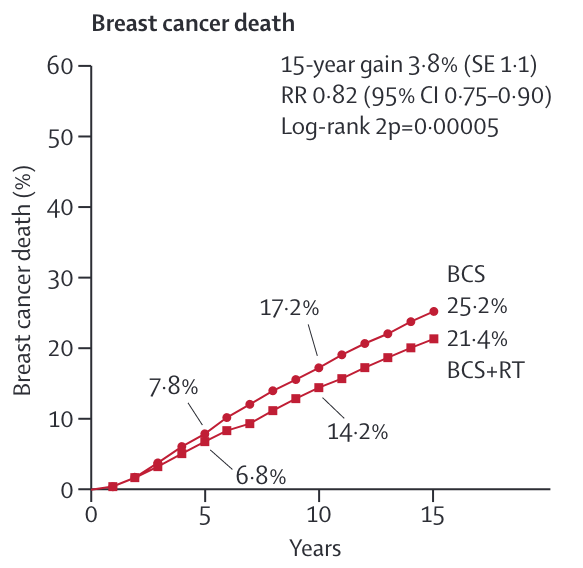 Breast cancer death
15-year gain 3·8% (SE 1·1)
RR 0·82 (95% CI 0·75–0·90)
Log-rank 2p=0·00005
Breast cancer death (%)
60
50
40
30
20
10
0
BCS
25·2%
21·4%
BCS+RT
17·2%
14·2%
7·8%
6·8%
0
5
10
15
Years